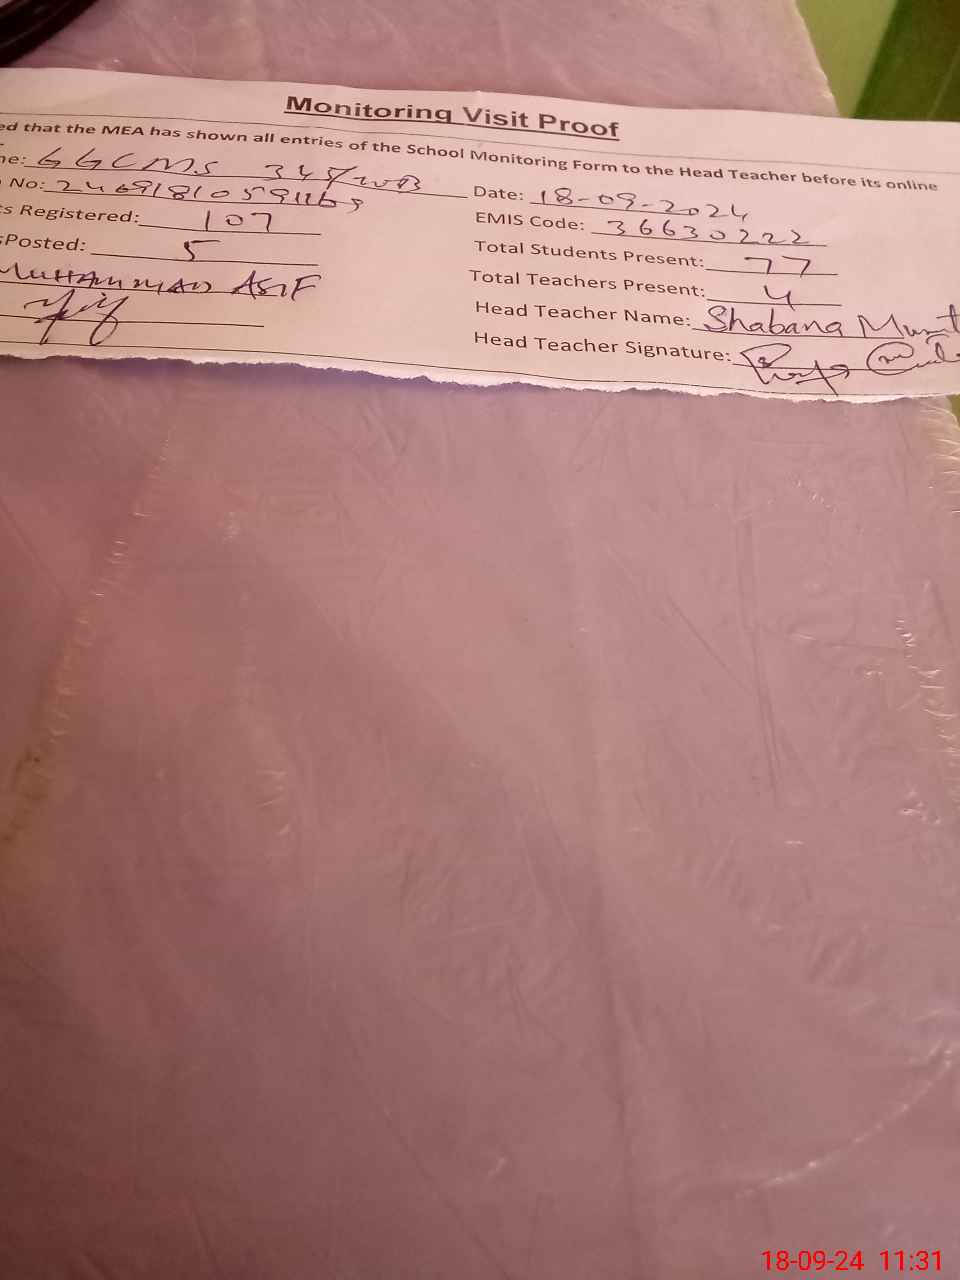 Monitoring Visit Proof
ed that the MEA has shown all entries of the School Monitoring Form to the Head Teacher before its online
ne: GGCMS 345/WB
No: 2469181059116
Date: 18-09-2024
ts Registered: 107
EMIS Code: 36630222
Posted: 5
Total Students Present: 77
MUHAMMAD ASIF
Total Teachers Present: 4
Head Teacher Name: Shabana
Head Teacher Signature:
18-09-24 11:31